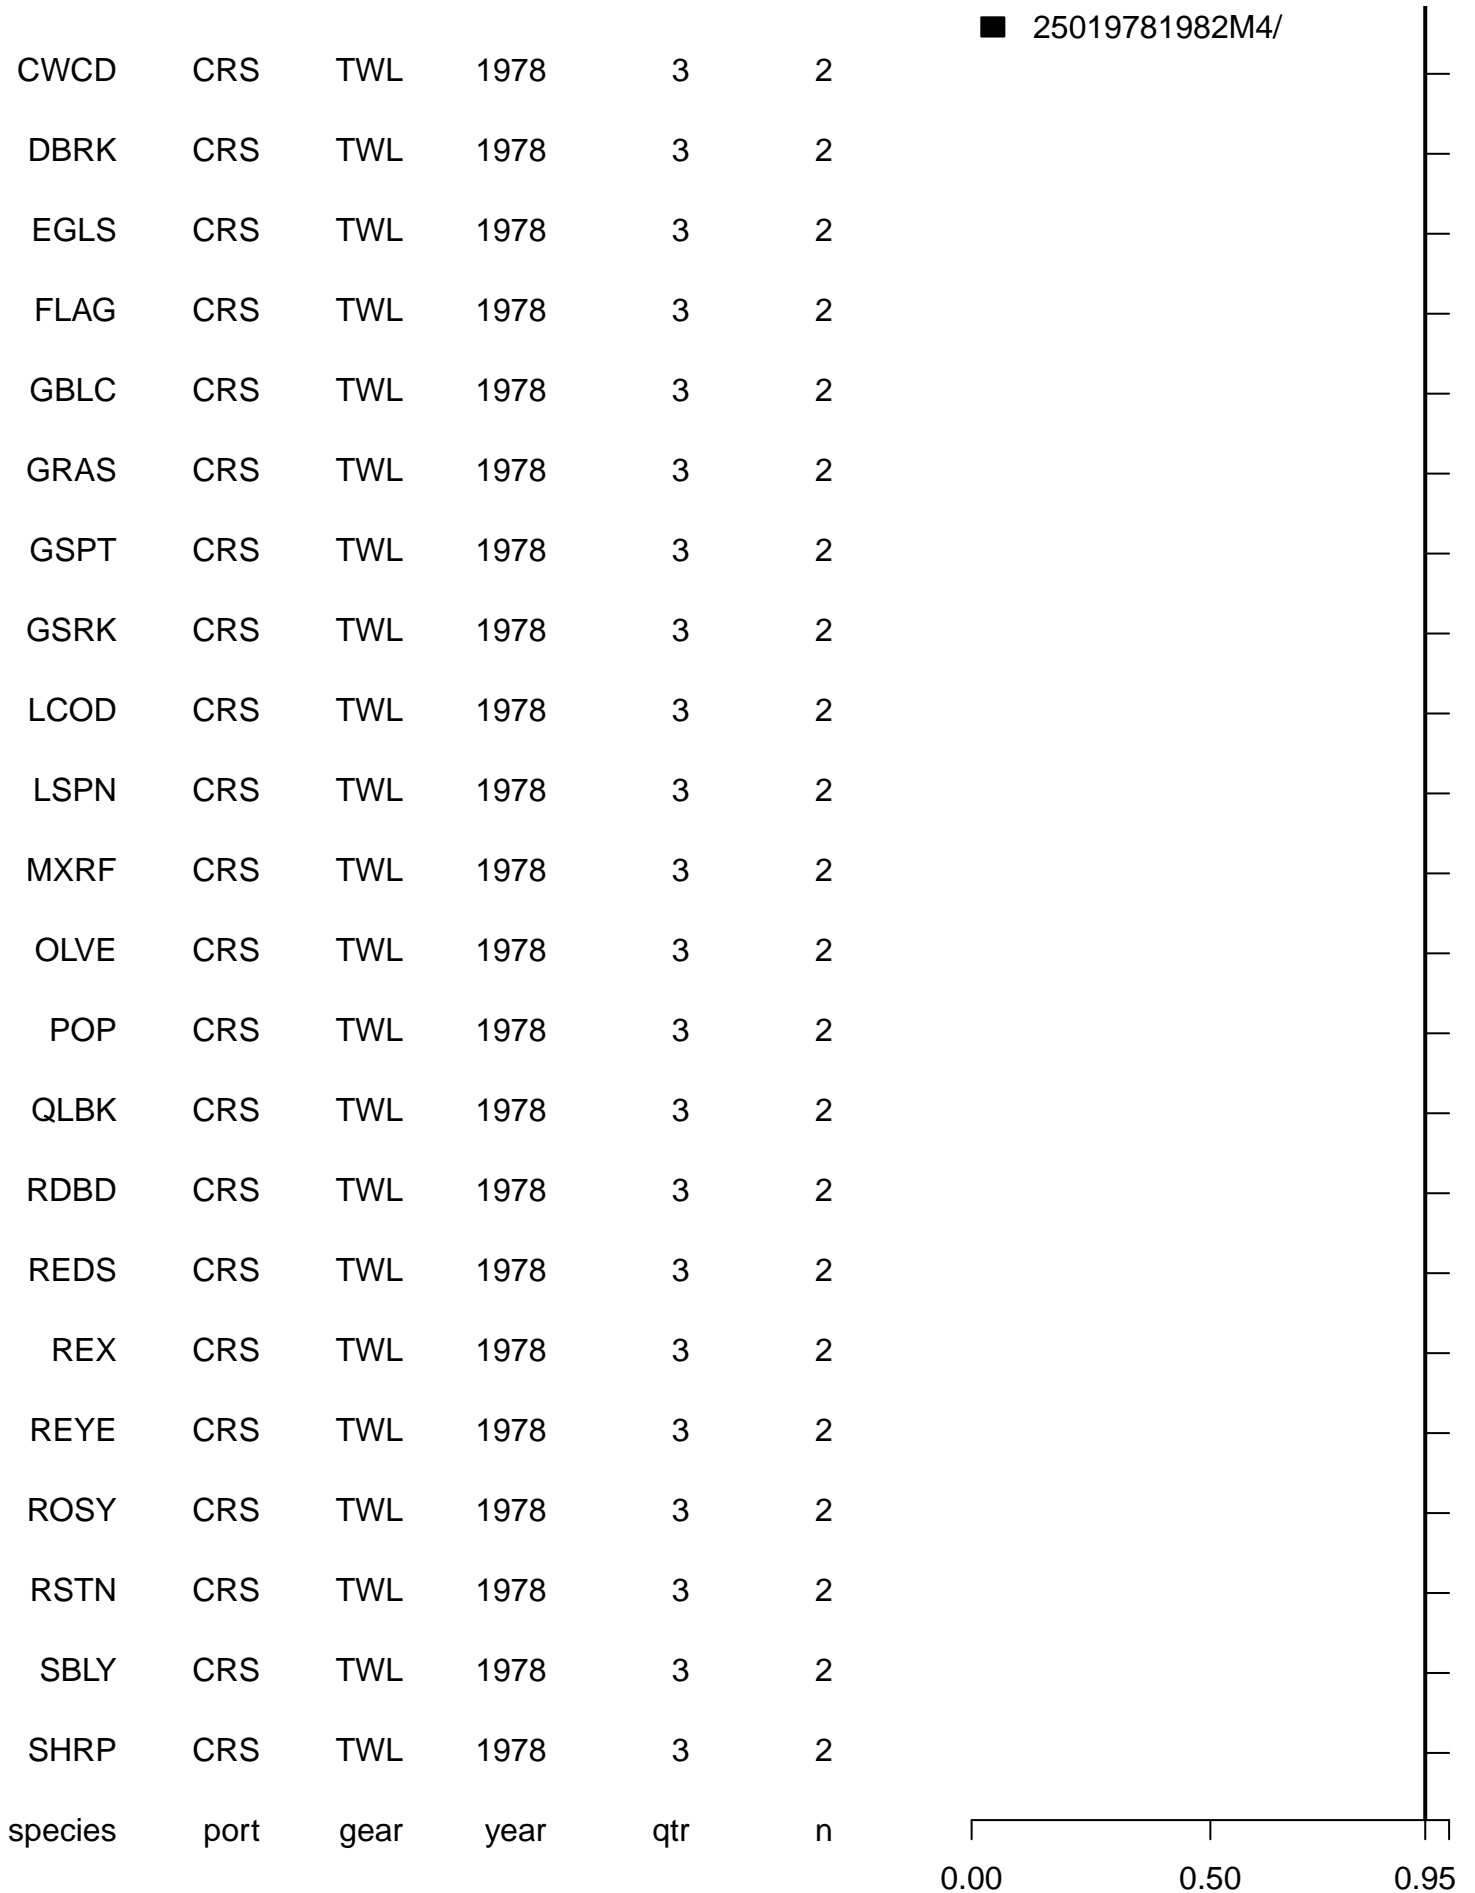 25019781982M4/
CWCD CRS TWL 1978 3 2
DBRK CRS TWL 1978 3 2
EGLS CRS TWL 1978 3 2
FLAG CRS TWL 1978 3 2
GBLC CRS TWL 1978 3 2
GRAS CRS TWL 1978 3 2
GSPT CRS TWL 1978 3 2
GSRK CRS TWL 1978 3 2
LCOD CRS TWL 1978 3 2
LSPN CRS TWL 1978 3 2
MXRF CRS TWL 1978 3 2
OLVE CRS TWL 1978 3 2
POP CRS TWL 1978 3 2
QLBK CRS TWL 1978 3 2
RDBD CRS TWL 1978 3 2
REDS CRS TWL 1978 3 2
REX CRS TWL 1978 3 2
REYE CRS TWL 1978 3 2
ROSY CRS TWL 1978 3 2
RSTN CRS TWL 1978 3 2
SBLY CRS TWL 1978 3 2
SHRP CRS TWL 1978 3 2
species port gear year qtr n
0.00 0.50 0.95